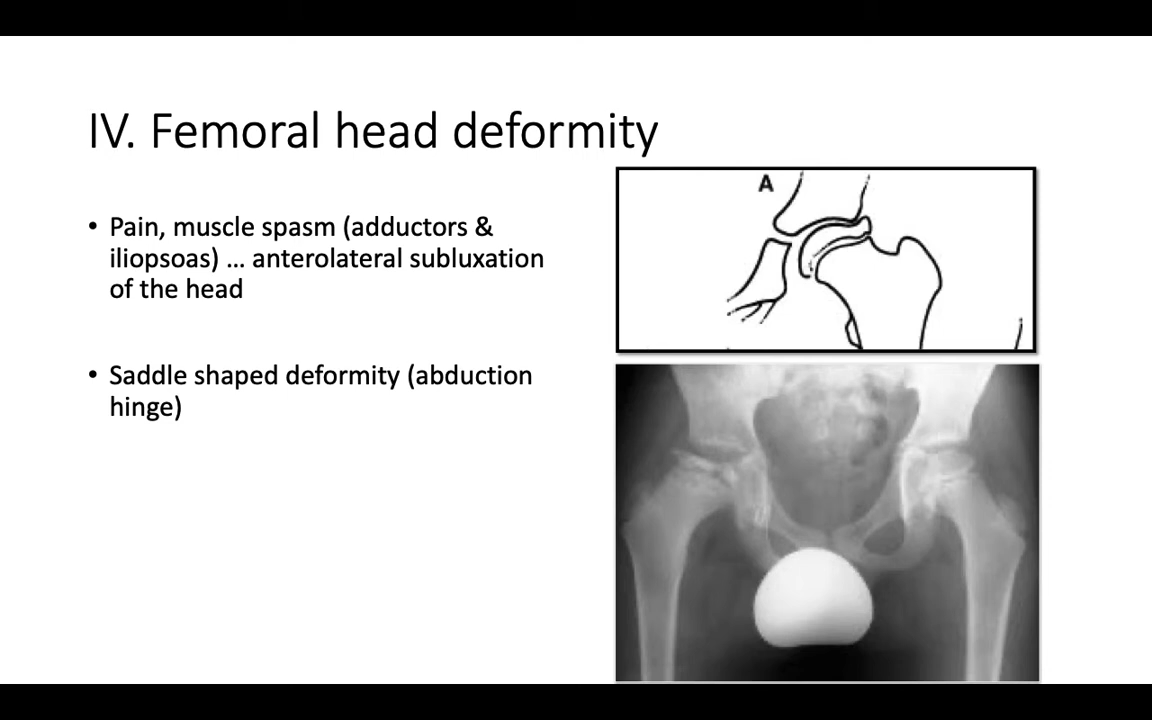 IV. Femoral head deformity
• Pain, muscle spasm (adductors &
iliopsoas) … anterolateral subluxation
of the head
• Saddle shaped deformity (abduction
hinge)
A